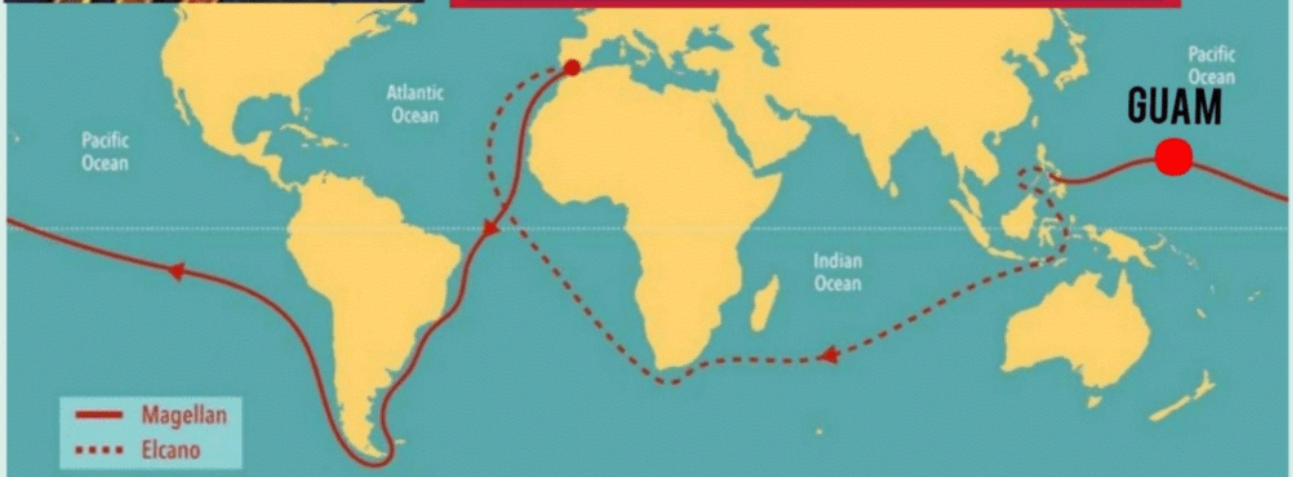 Pacific
Ocean
GUAM
Atlantic
Ocean
Pacific
Ocean
Indian
Ocean
Magellan
Elcano